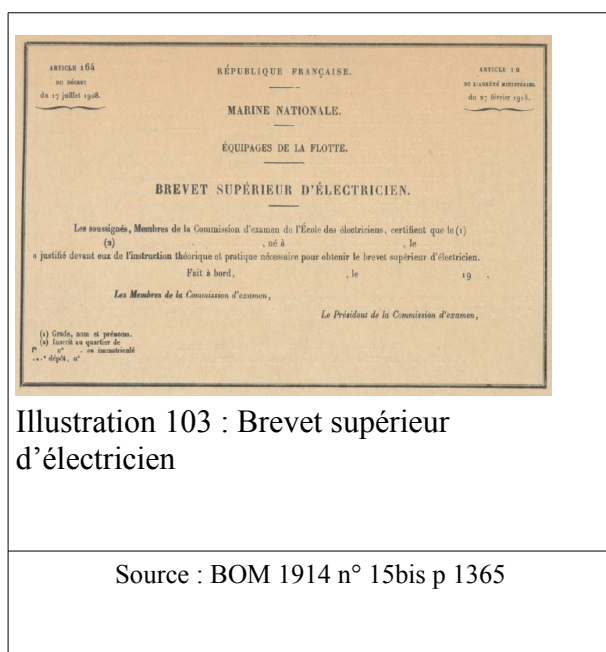 ARTICLE 164
DU DÉCRET
du 17 juillet 1908.
RÉPUBLIQUE FRANÇAISE.
ARTICLE 12
DE L'ARRÊTÉ MINISTÉRIEL
du 27 février 1914.
MARINE NATIONALE.
ÉQUIPAGES DE LA FLOTTE.
BREVET SUPÉRIEUR D'ÉLECTRICIEN.
Les soussignés, Membres de la Commission d'examen de l'École des électriciens, certifient que le (1)
(2) , né à , le
a justifié devant eux de l'instruction théorique et pratique nécessaire pour obtenir le brevet supérieur d'électricien.
Fait à bord, , le 19 .
Les Membres de la Commission d'examen,
Le Président de la Commission d'examen,
(1) Grade, nom et prénoms.
(2) Inscrit au quartier de
f° n° . ou immatriculé
dépôt, n°
Illustration 103 : Brevet supérieur
d’électricien
Source : BOM 1914 n° 15bis p 1365